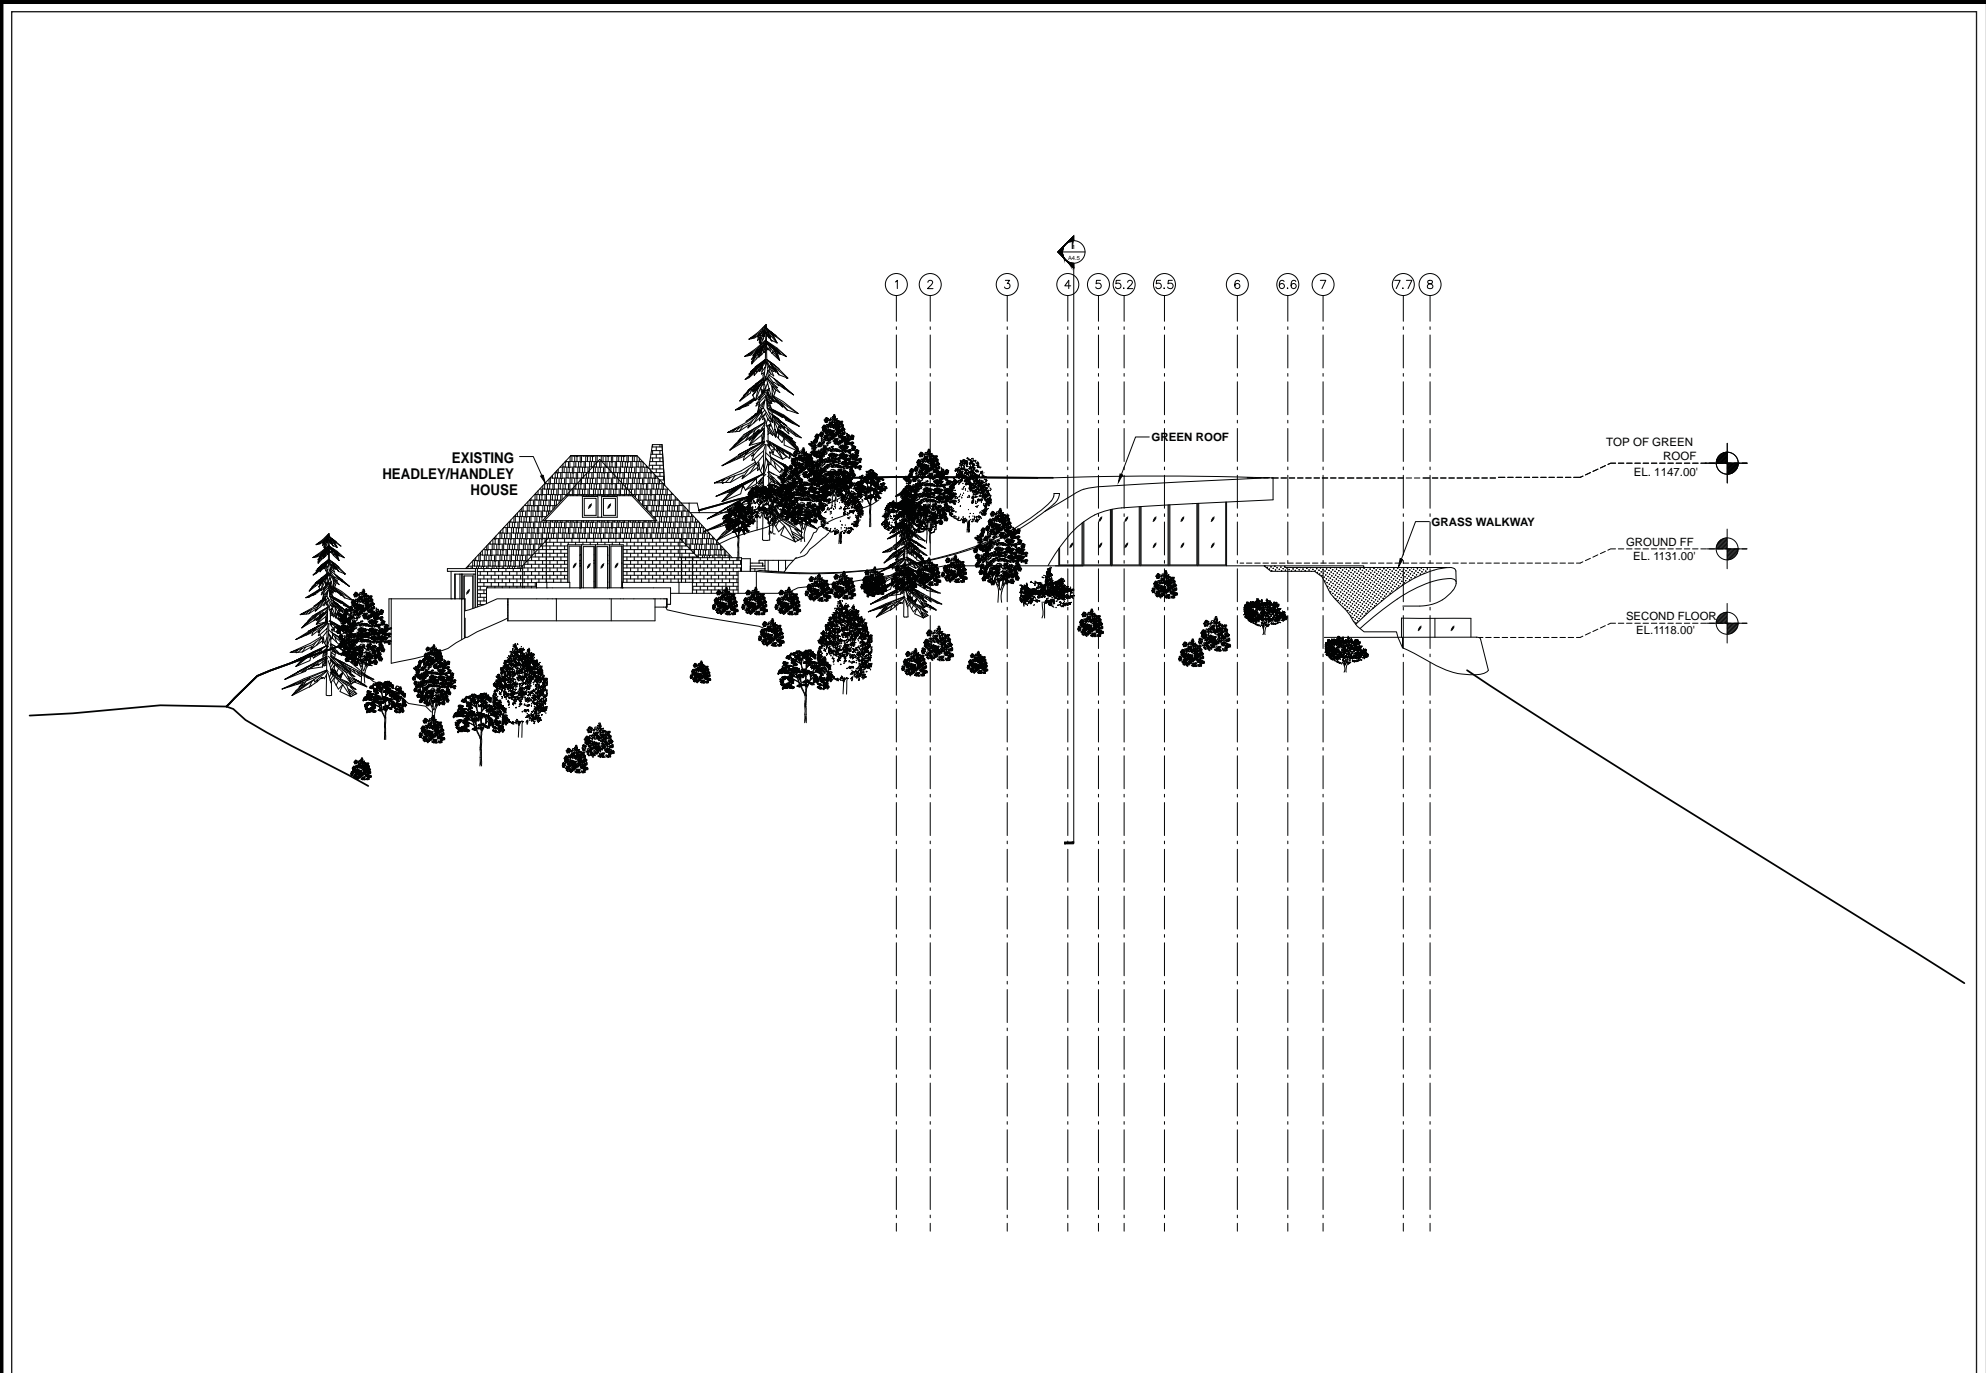 A4.5
1 2 3 4 5 5.2 5.5 6 6.6 7 7.7 8
GREEN ROOF
TOP OF GREEN
ROOF
EL. 1147.00'
EXISTING
HEADLEY/HANDLEY
HOUSE
GRASS WALKWAY
GROUND FF
EL. 1131.00'
SECOND FLOOR
EL.1118.00'